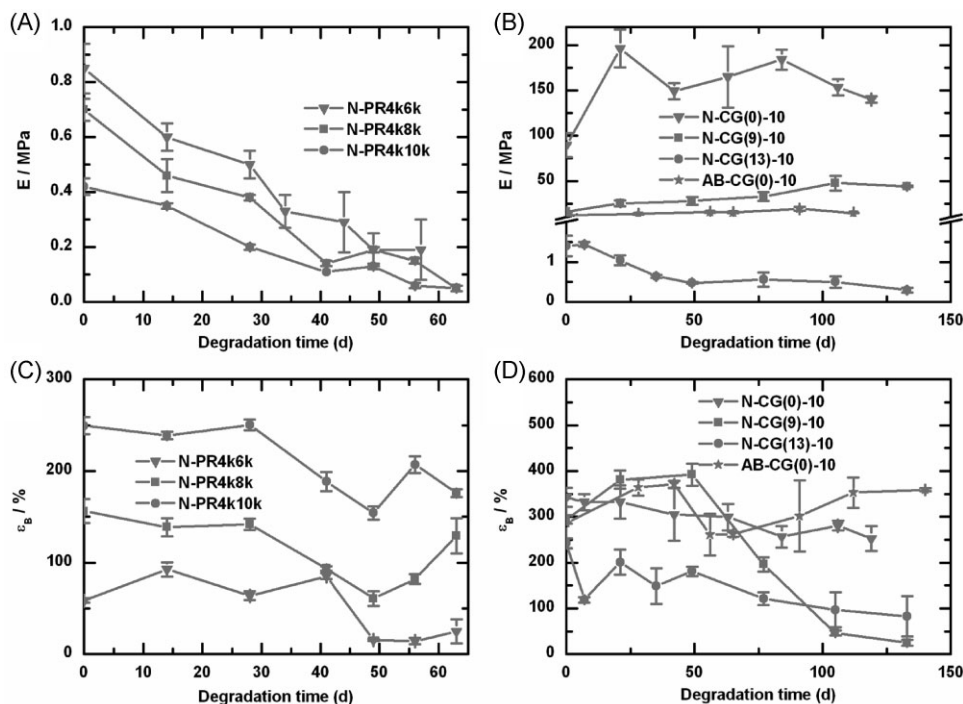 (A)
E / MPa
1.0
0.8
0.6
0.4
0.2
0.0
N-PR4k6k
N-PR4k8k
N-PR4k10k
0 10 20 30 40 50 60
Degradation time (d)
(B)
E / MPa
200
150
100
50
1
0
N-CG(0)-10
N-CG(9)-10
N-CG(13)-10
AB-CG(0)-10
0 50 100 150
Degradation time (d)
(C)
εB / %
300
200
100
0
N-PR4k6k
N-PR4k8k
N-PR4k10k
0 10 20 30 40 50 60
Degradation time (d)
(D)
εB / %
600
500
400
300
200
100
0
N-CG(0)-10
N-CG(9)-10
N-CG(13)-10
AB-CG(0)-10
0 50 100 150
Degradation time (d)